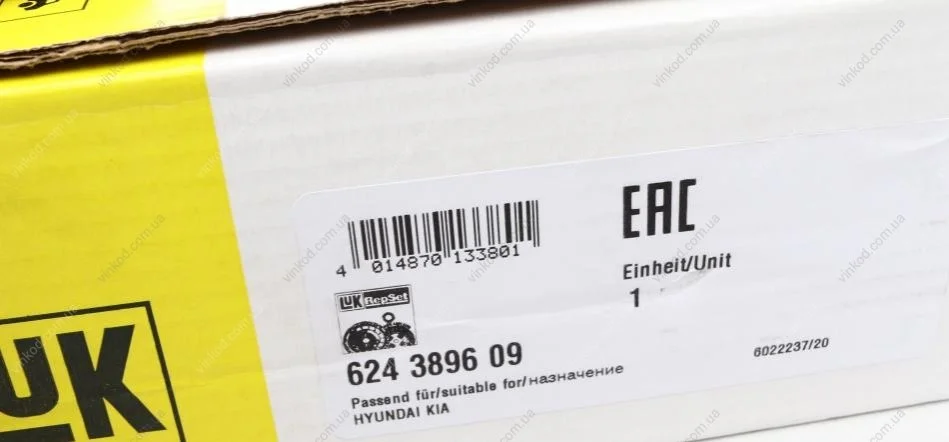 EAC
4 014870 133801
Einheit/Unit
1
LuK RepSet
624 3896 09
6022237/20
Passend für/suitable for/назначение
HYUNDAI KIA
LUK
vinkod.com.ua